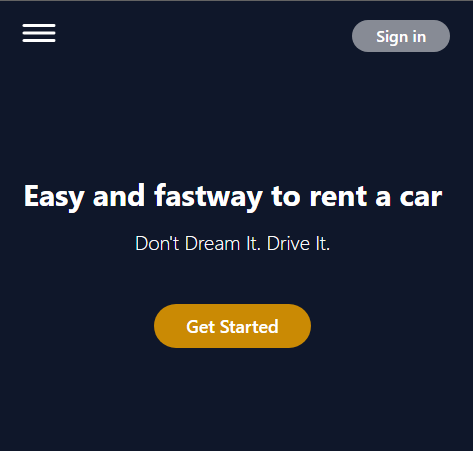 Sign in
Easy and fastway to rent a car
Don't Dream It. Drive It.
Get Started